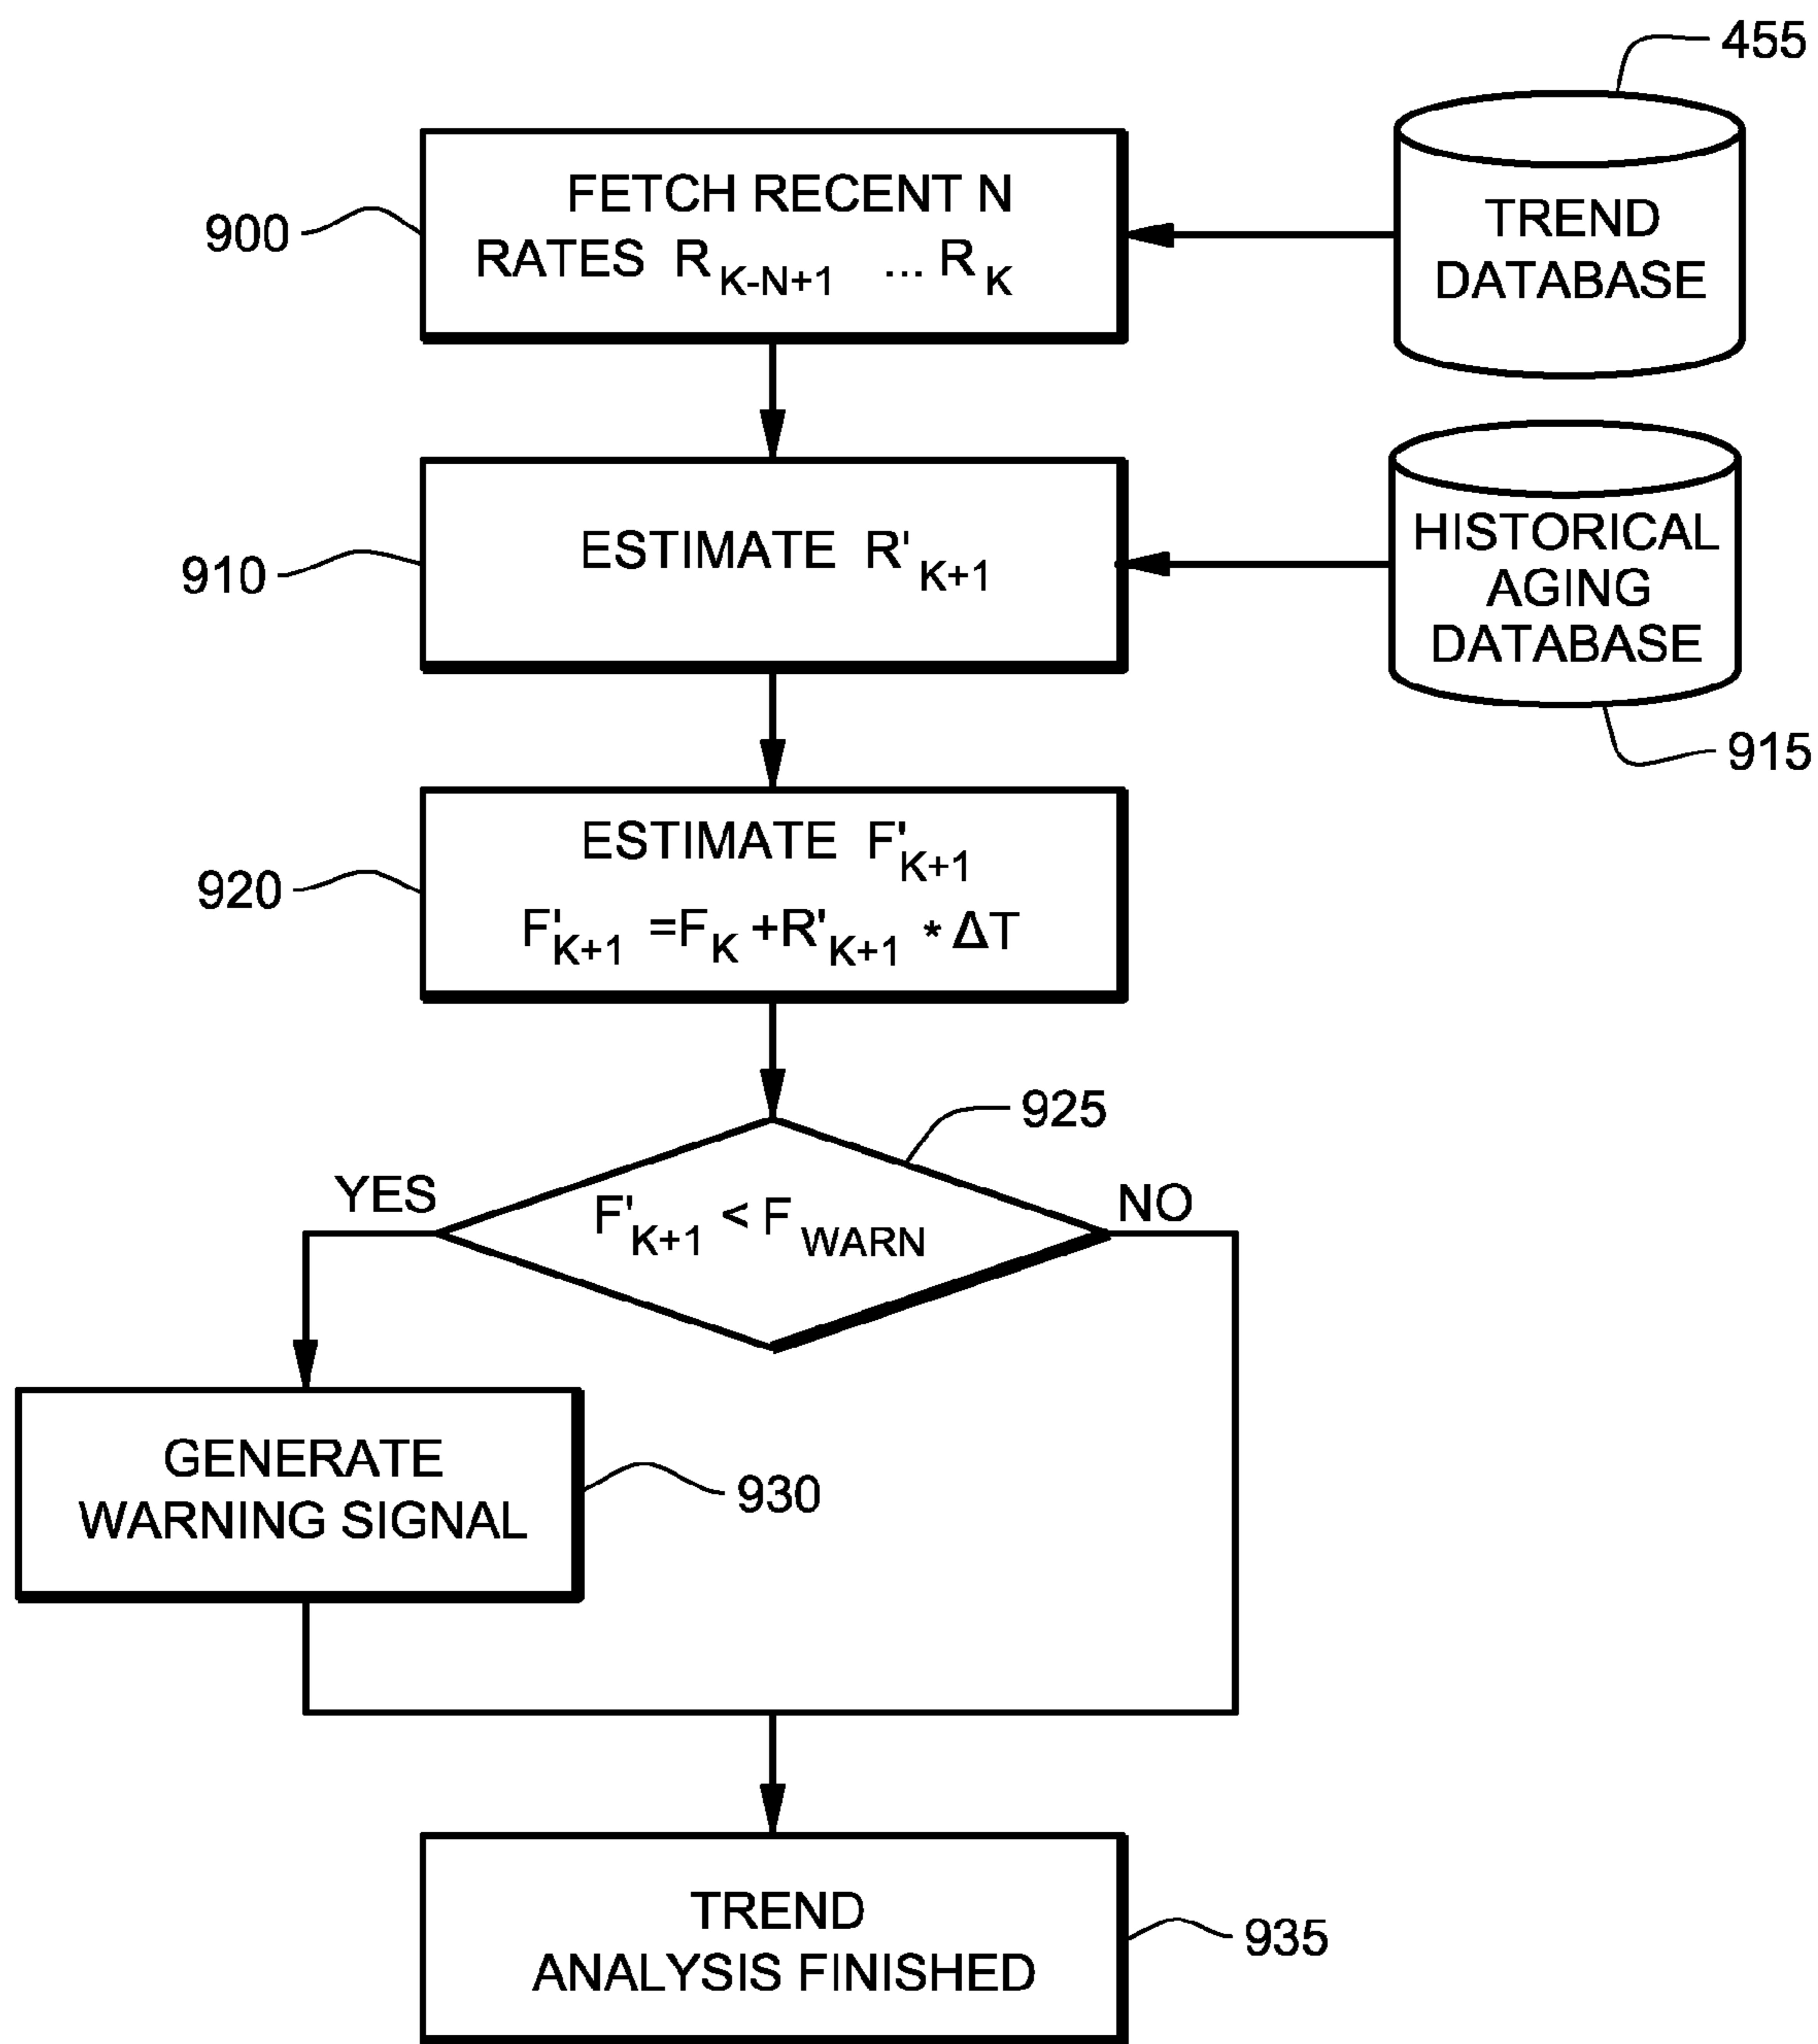 455
FETCH RECENT N
RATES R K-N+1 ... R K
900
TREND
DATABASE
ESTIMATE R' K+1
910
HISTORICAL
AGING
DATABASE
915
ESTIMATE F' K+1
F' K+1 =F K +R' K+1 * ΔT
920
925
YES
F' K+1 < F WARN
NO
GENERATE
WARNING SIGNAL
930
TREND
ANALYSIS FINISHED
935